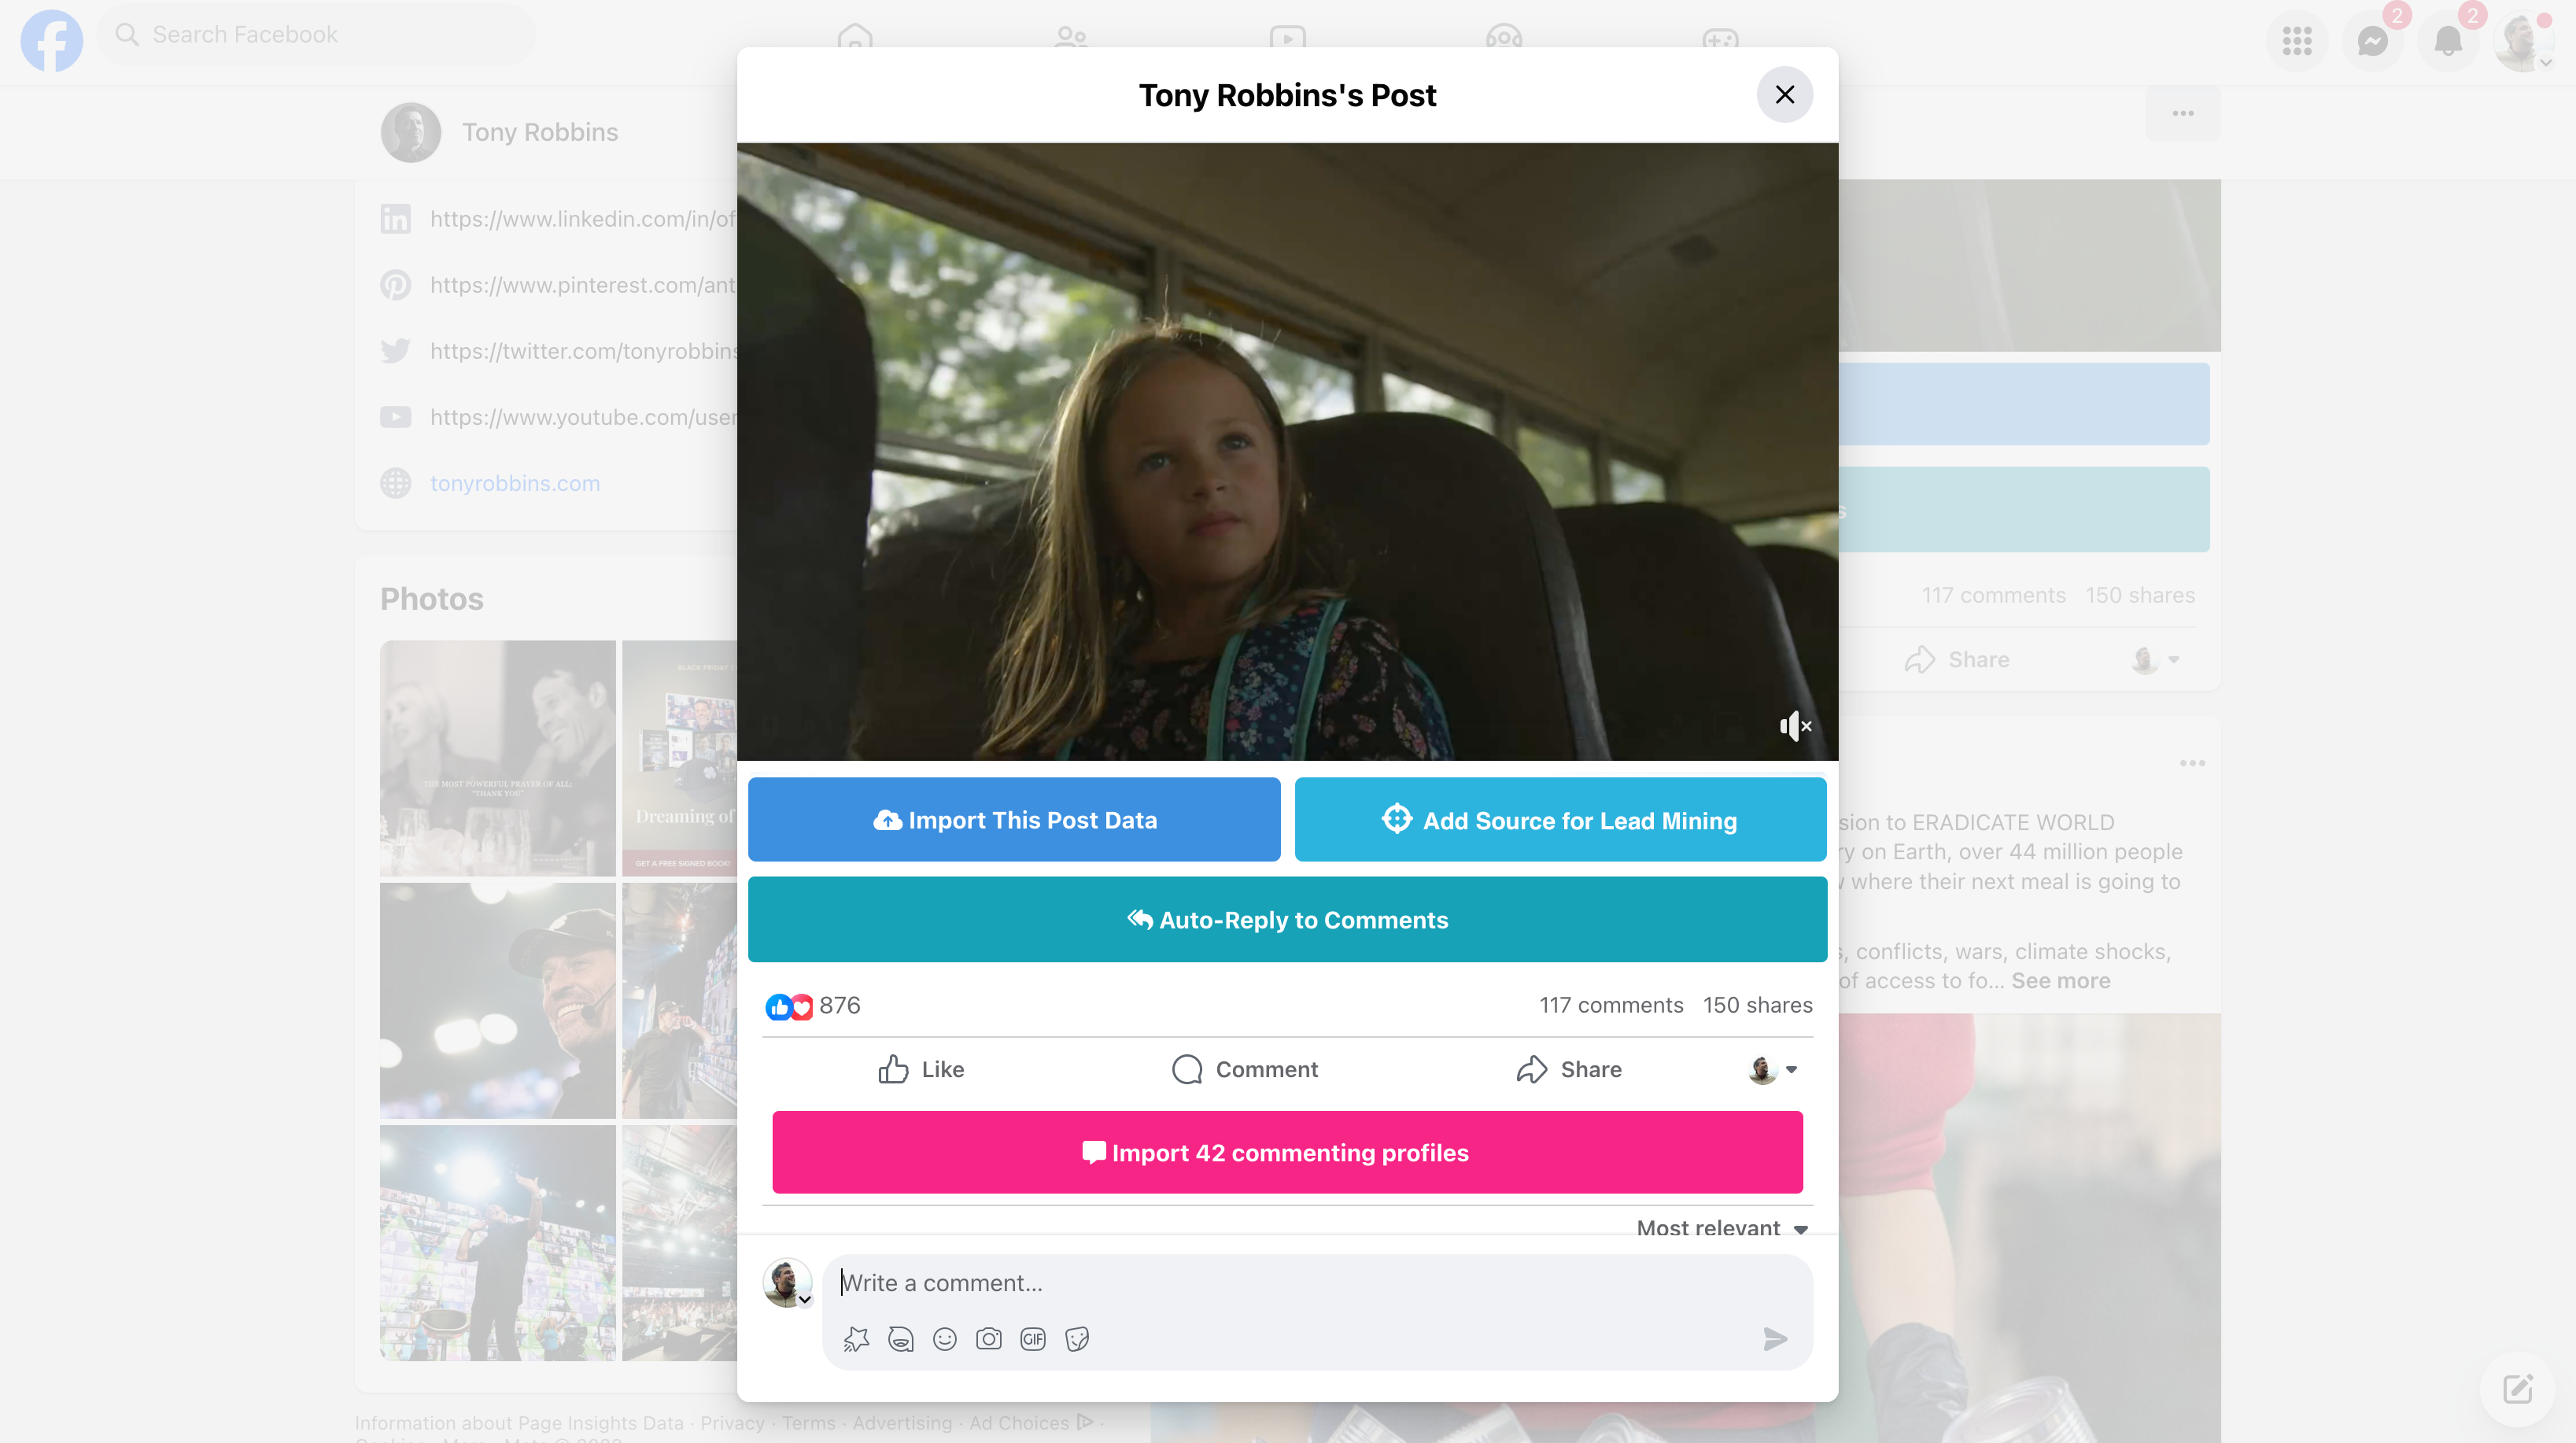 Search Facebook
2
2
Tony Robbins
Tony Robbins's Post
https://www.linkedin.com/in/of
https://www.pinterest.com/ant
https://twitter.com/tonyrobbins
https://www.youtube.com/user
tonyrobbins.com
Photos
THE MOST POWERFUL PRAYER OF ALL:
"THANK YOU"
BLACK FRIDAY
Dreaming of
GET A FREE SIGNED BOOK!
Import This Post Data
Add Source for Lead Mining
Auto-Reply to Comments
876
117 comments 150 shares
Like
Comment
Share
Import 42 commenting profiles
Most relevant
Write a comment...
GIF
s
117 comments 150 shares
Share
sion to ERADICATE WORLD
ry on Earth, over 44 million people
where their next meal is going to
s, conflicts, wars, climate shocks,
of access to fo... See more
Information about Page Insights Data · Privacy · Terms · Advertising · Ad Choices ·